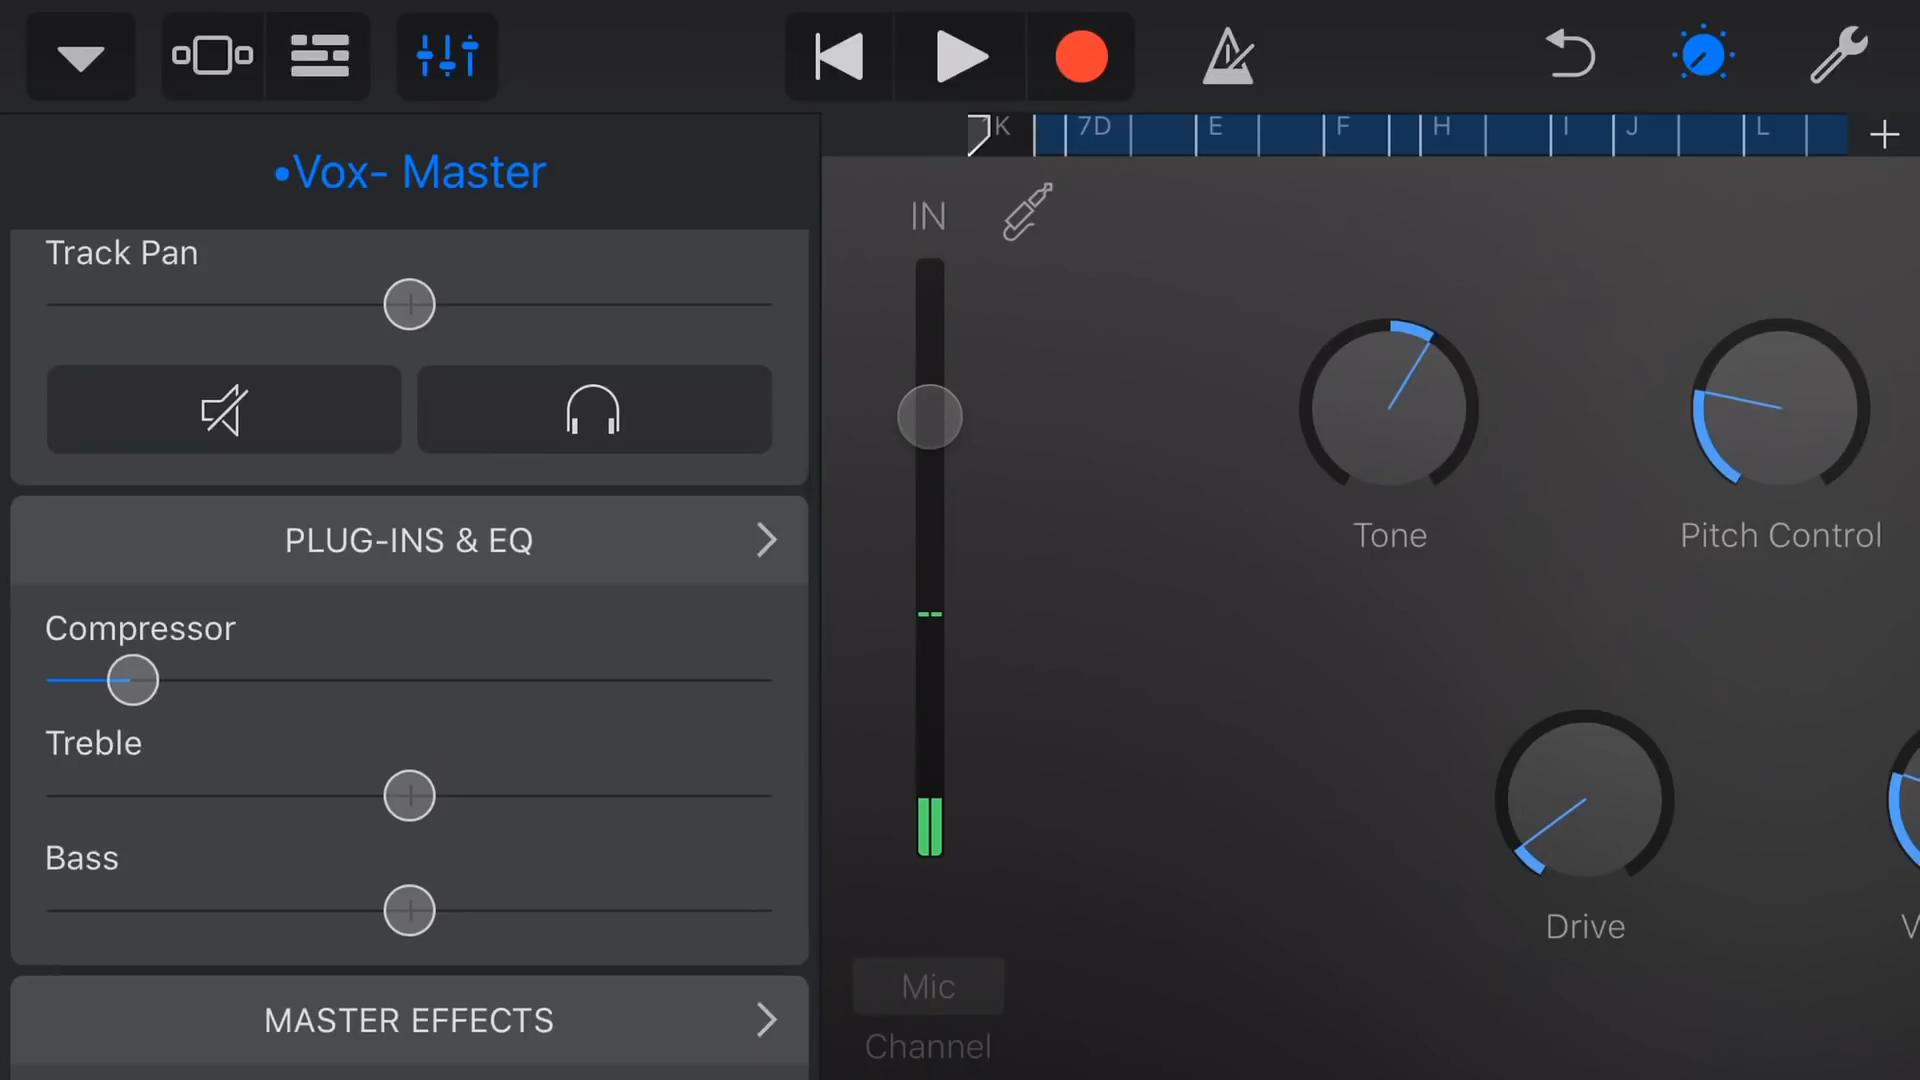 K 7D E F H I J L
•Vox- Master
Track Pan
IN
PLUG-INS & EQ
Tone
Pitch Control
Compressor
Treble
Bass
Drive
V
Mic
MASTER EFFECTS
Channel